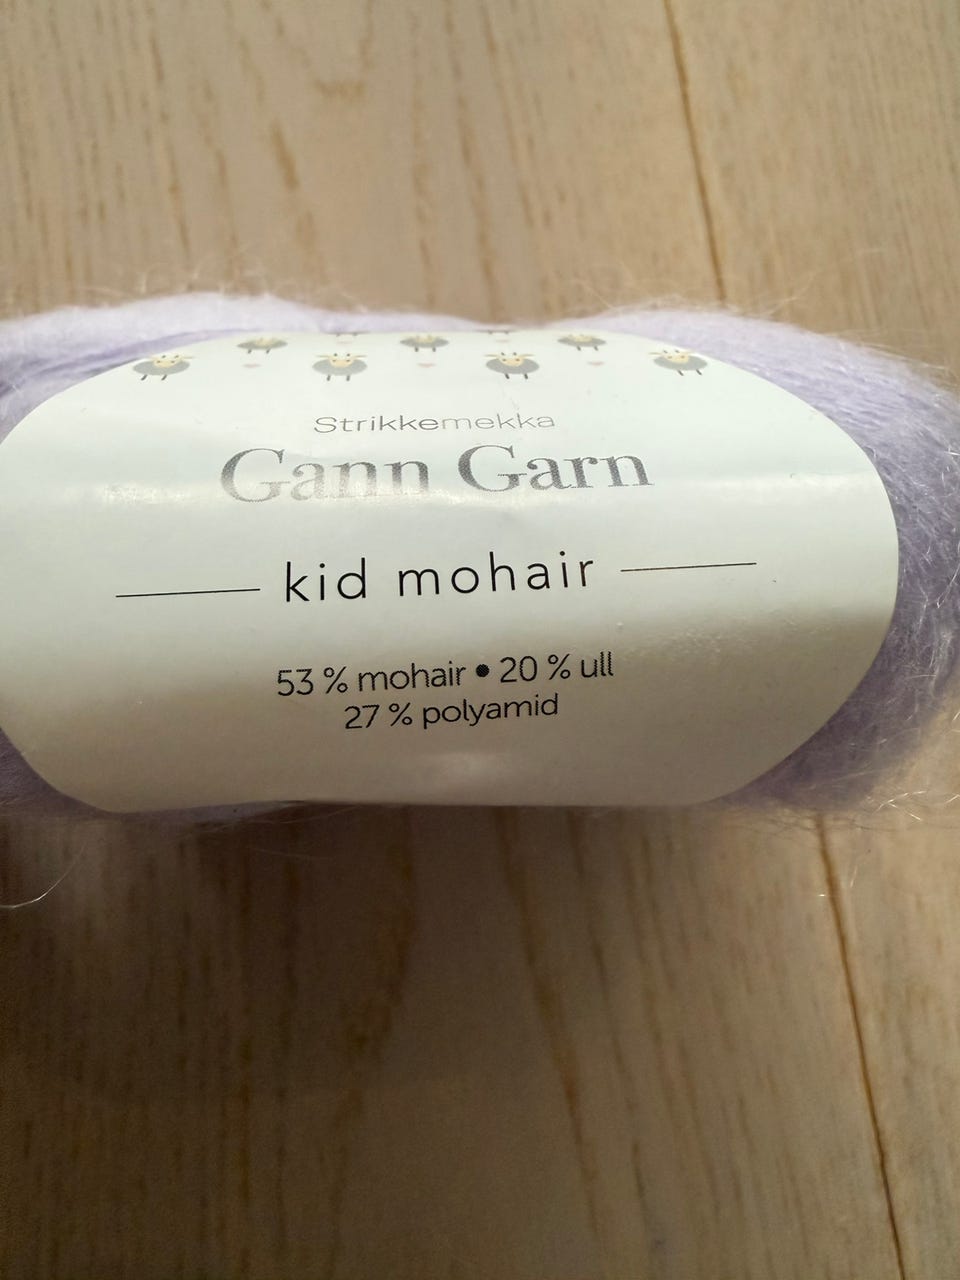 Strikkemekka
Gann Garn
kid mohair
53 % mohair • 20 % ull
27 % polyamid